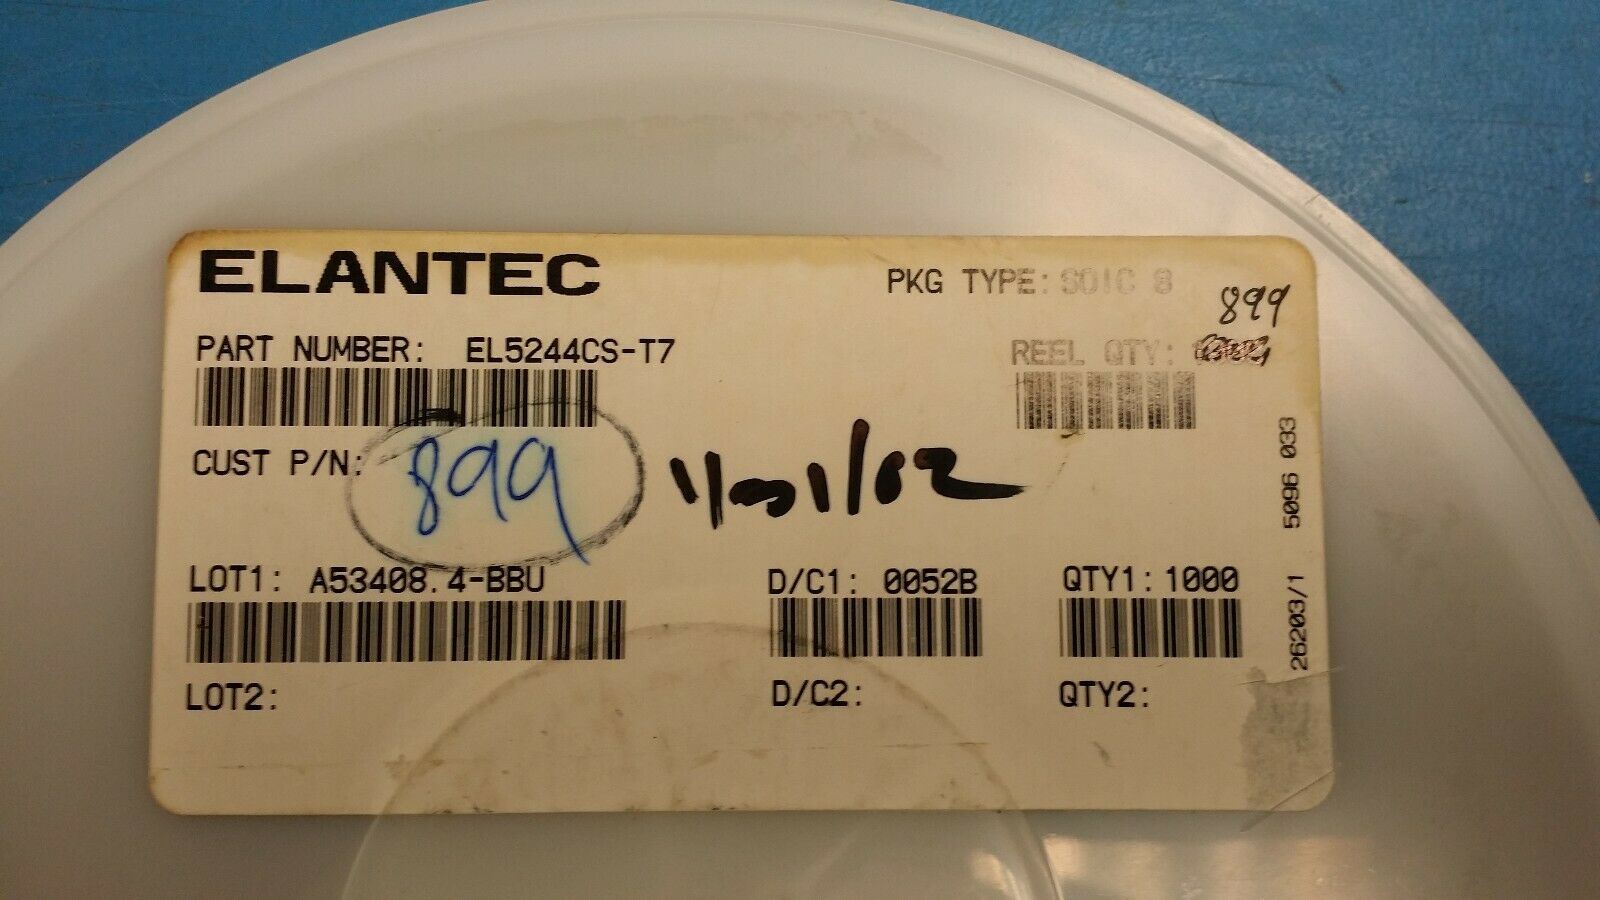 ELANTEC
PKG TYPE: SOIC 8
899
PART NUMBER: EL5244CS-T7
REEL QTY:
CUST P/N: 899
LOT1: A53408.4-BBU
D/C1: 0052B
QTY1: 1000
LOT2:
D/C2:
QTY2:
26203/1 5096 033